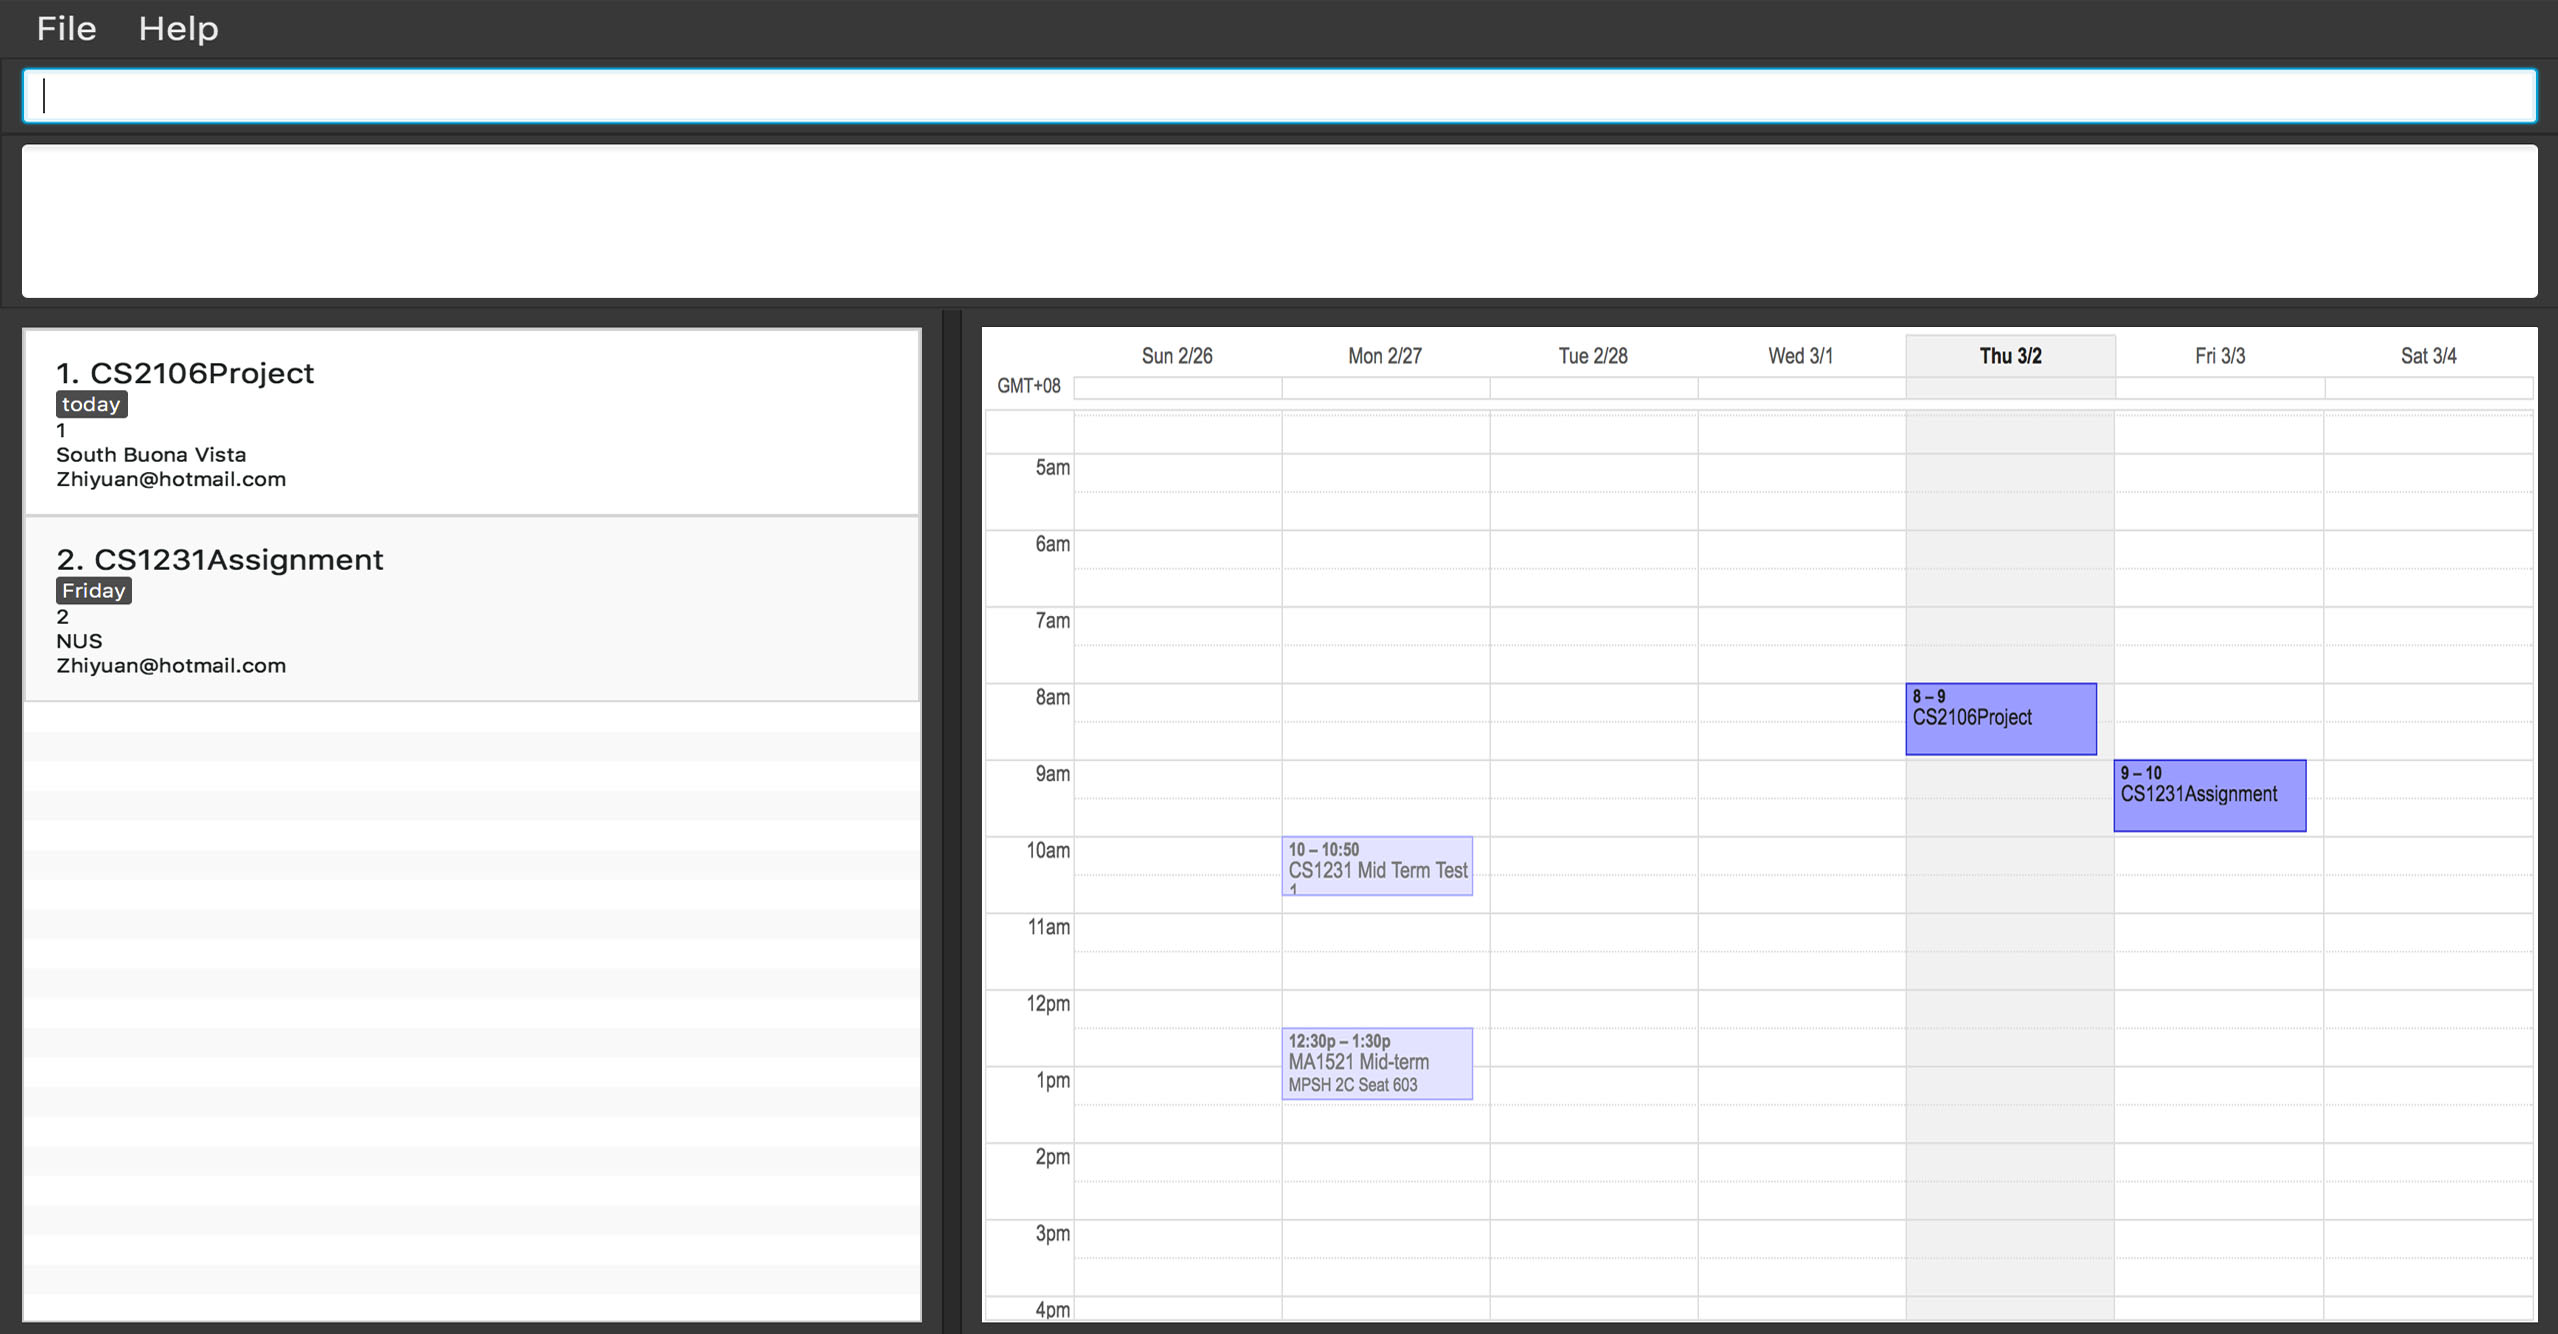 File Help
1. CS2106Project
today
1
South Buona Vista
Zhiyuan@hotmail.com
2. CS1231Assignment
Friday
2
NUS
Zhiyuan@hotmail.com
Sun 2/26 Mon 2/27 Tue 2/28 Wed 3/1 Thu 3/2 Fri 3/3 Sat 3/4
GMT+08
5am
6am
7am
8am
8 – 9
CS2106Project
9am
9 – 10
CS1231Assignment
10am
10 – 10:50
CS1231 Mid Term Test
1
11am
12pm
12:30p – 1:30p
MA1521 Mid-term
MPSH 2C Seat 603
1pm
2pm
3pm
4pm